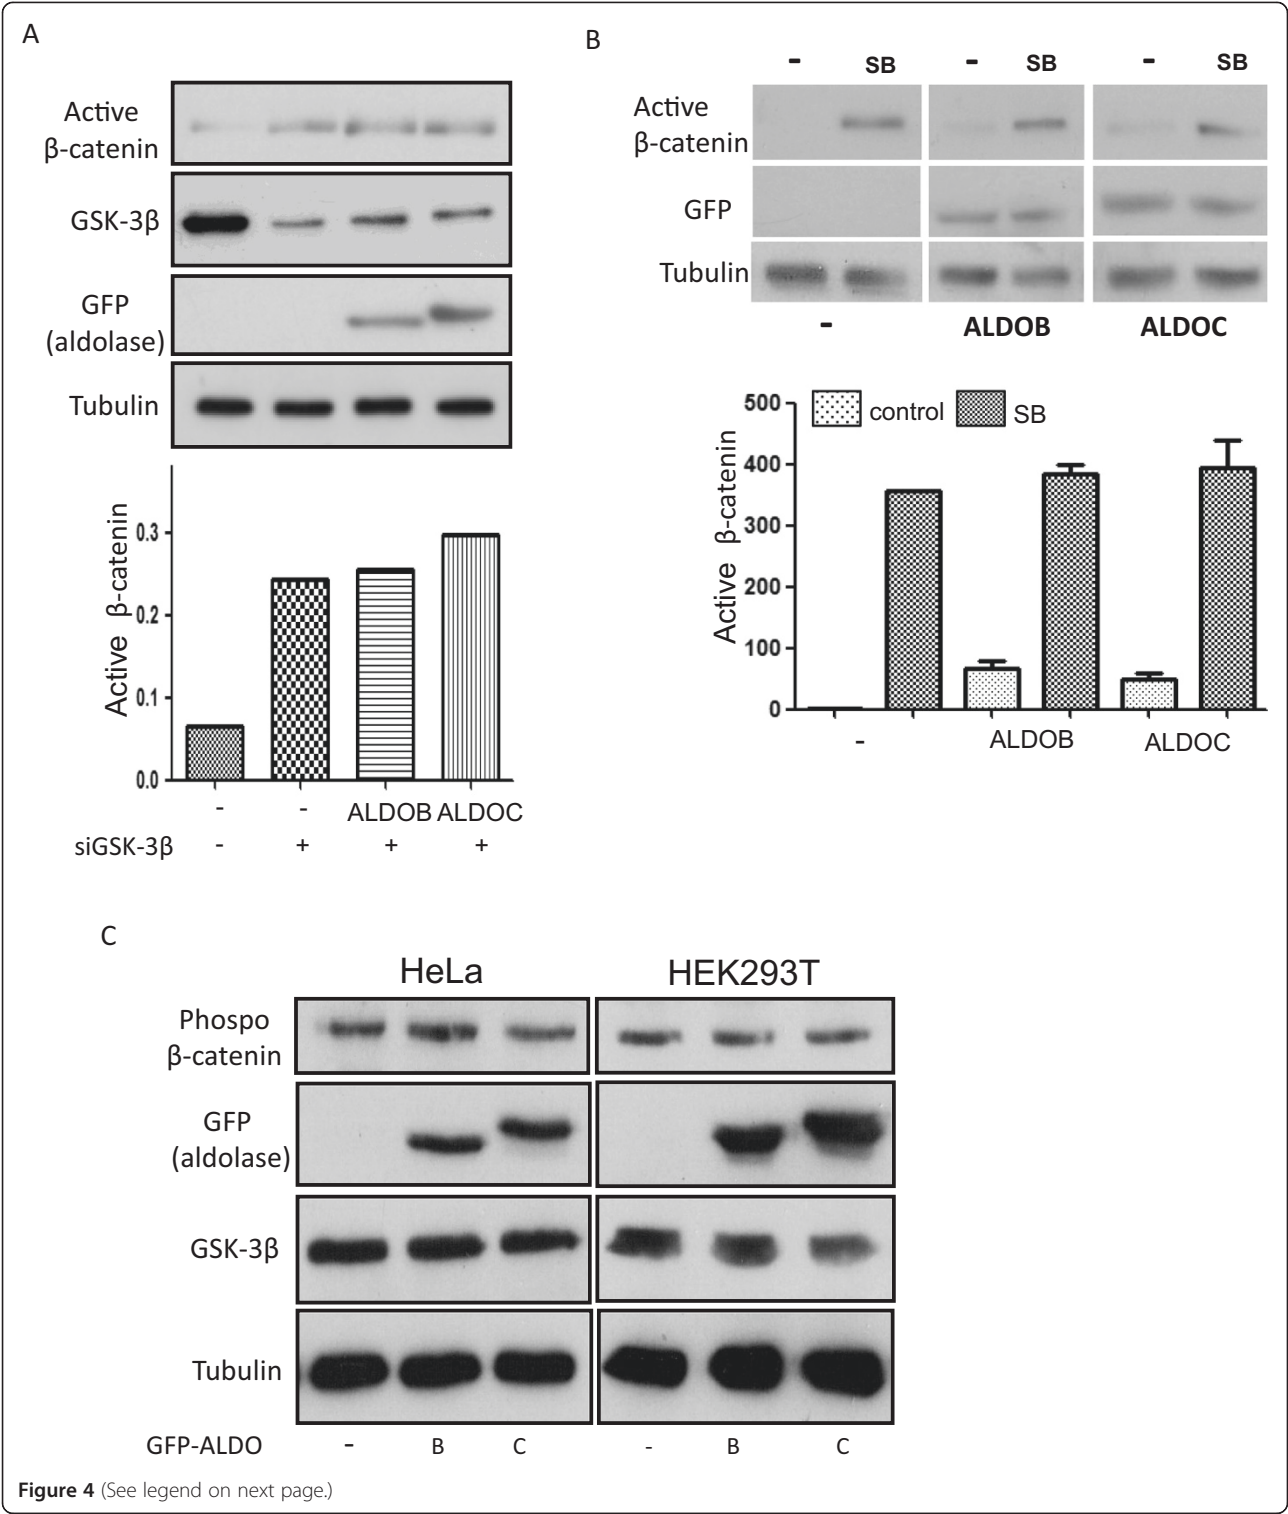 A
Active
β-catenin
GSK-3β
GFP
(aldolase)
Tubulin
Active β-catenin
0.3
0.2
0.1
0.0
- - ALDOB ALDOC
siGSK-3β - + + +
B
- SB - SB - SB
Active
β-catenin
GFP
Tubulin
- ALDOB ALDOC
control SB
Active β-catenin
500
400
300
200
100
0
- ALDOB ALDOC
C
HeLa HEK293T
Phospo
β-catenin
GFP
(aldolase)
GSK-3β
Tubulin
GFP-ALDO - B C - B C
Figure 4 (See legend on next page.)